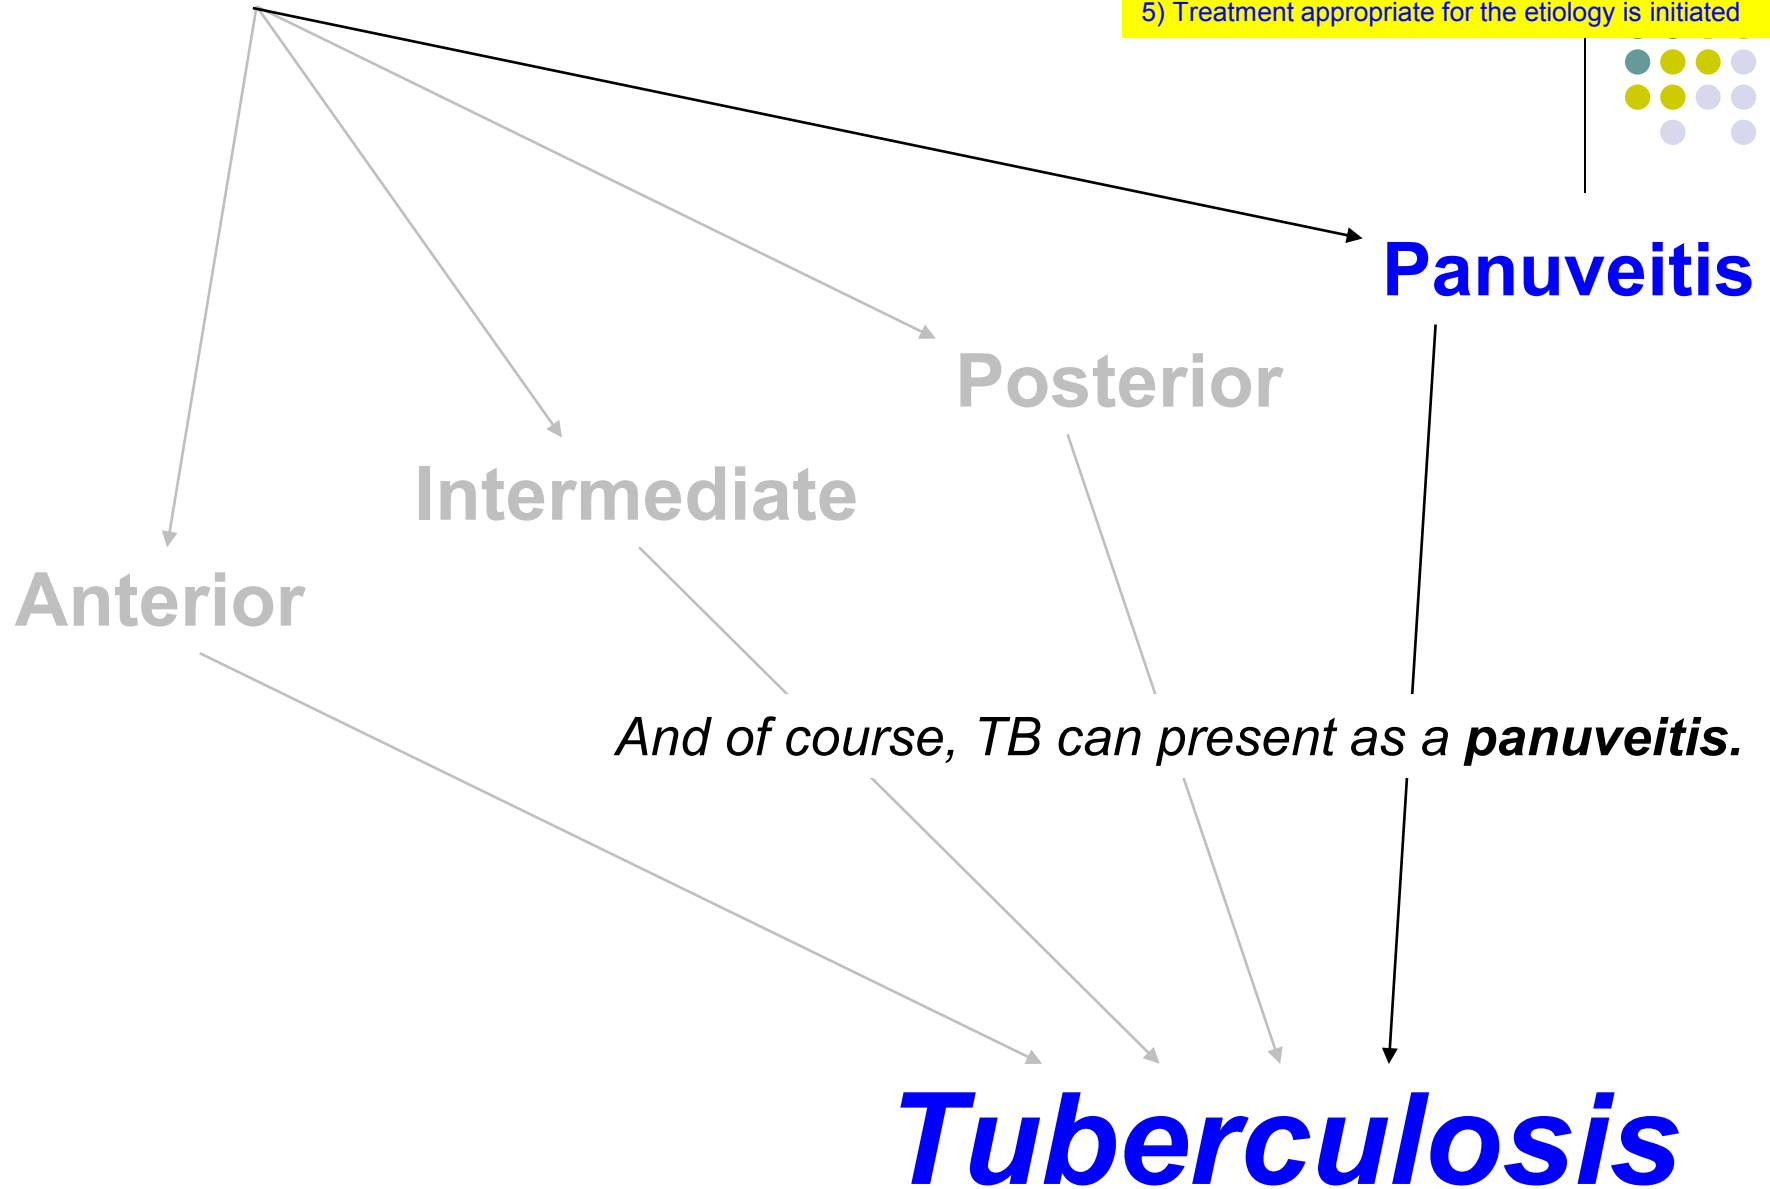 5) Treatment appropriate for the etiology is initiated
Panuveitis
Posterior
Intermediate
Anterior
And of course, TB can present as a panuveitis.
Tuberculosis